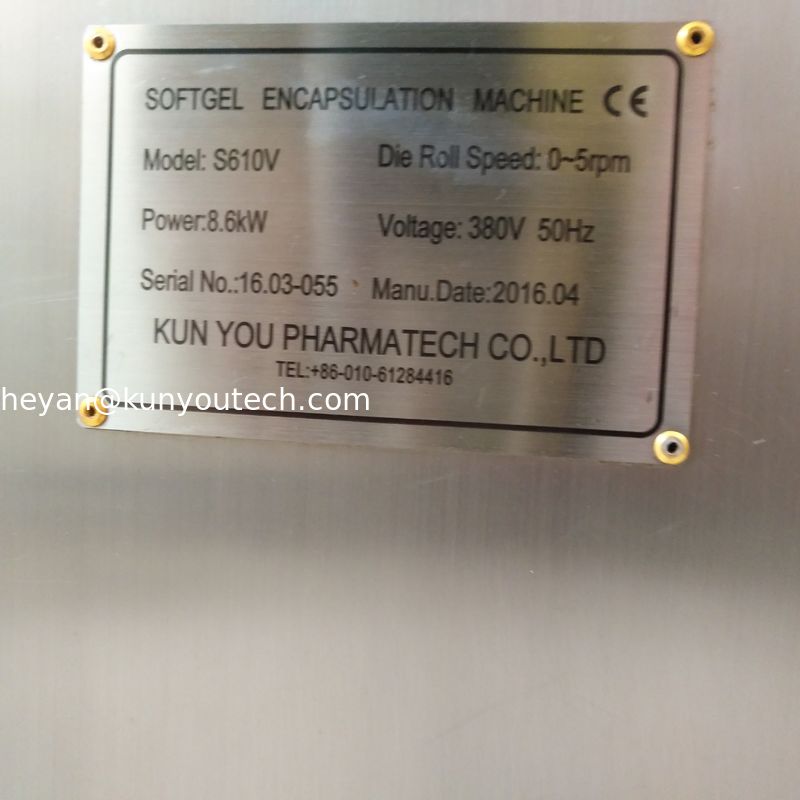 SOFTGEL ENCAPSULATION MACHINE CE
Model: S610V Die Roll Speed: 0~5rpm
Power:8.6kW Voltage: 380V 50Hz
Serial No.:16.03-055 Manu.Date:2016.04
KUN YOU PHARMATECH CO.,LTD
TEL:+86-010-61284416
heyan@kunyoutech.com